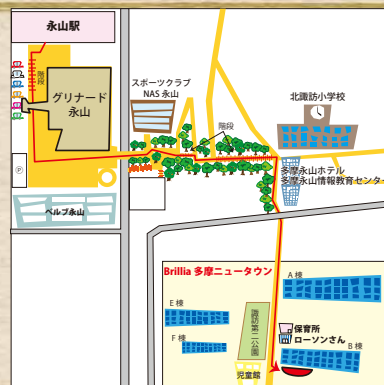 永山駅
階段
グリナード
永山
スポーツクラブ
NAS 永山
階段
北諏訪小学校
P
多摩永山ホテル
多摩永山情報教育センター
ベルブ永山
Brillia 多摩ニュータウン
A 棟
E 棟
諏訪第二公園
F 棟
保育所
ローソンさん
B 棟
児童館